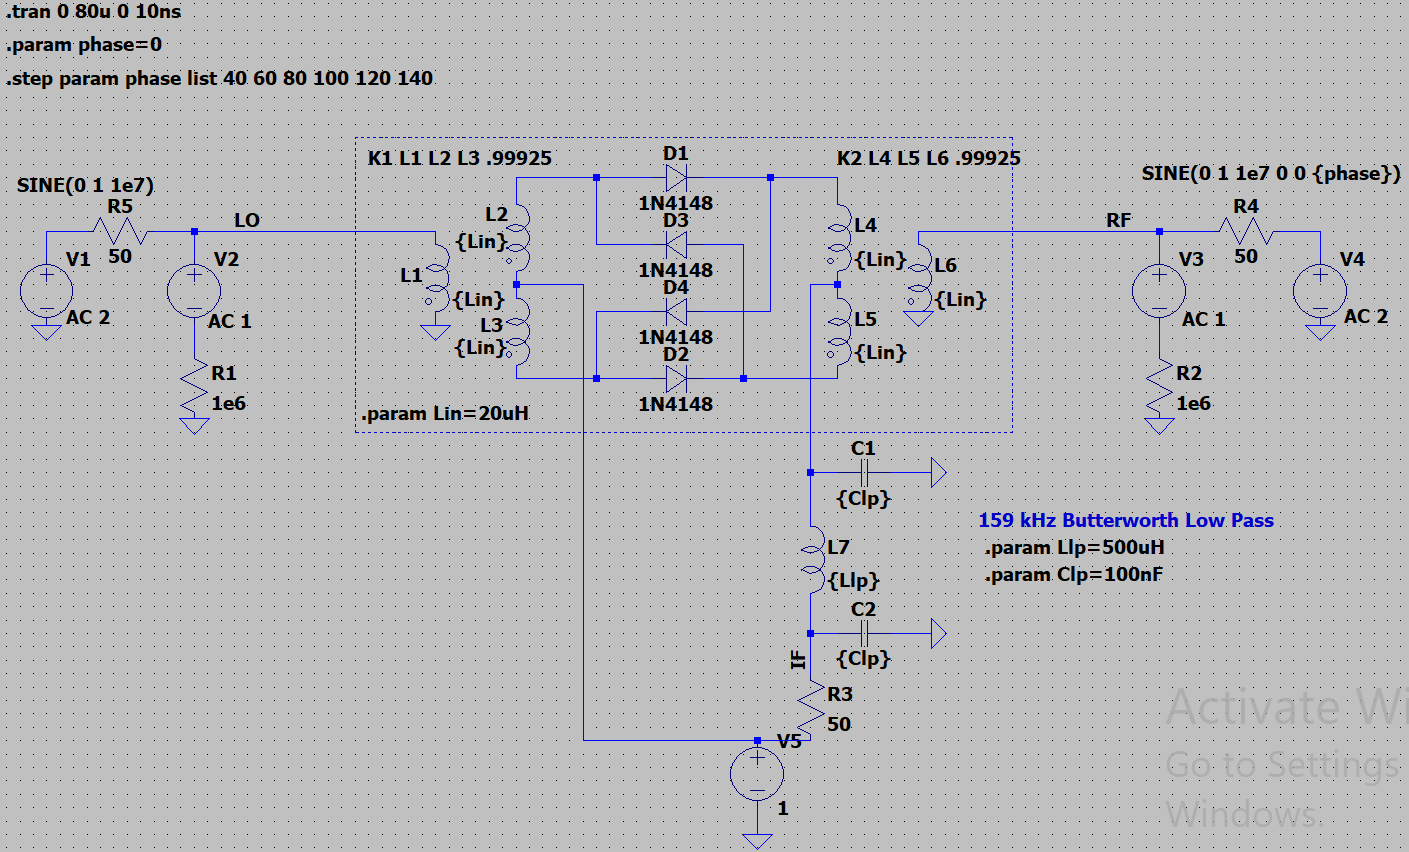 .tran 0 80u 0 10ns
.param phase=0
.step param phase list 40 60 80 100 120 140
K1 L1 L2 L3 .99925
D1
K2 L4 L5 L6 .99925
SINE(0 1 1e7)
SINE(0 1 1e7 0 0 {phase})
R5
1N4148
R4
LO
L2
D3
L4
RF
{Lin}
50
V1
V2
{Lin}
L6
50
V3
V4
L1
1N4148
{Lin}
{Lin}
D4
AC 2
AC 1
L3
L5
AC 1
AC 2
{Lin}
1N4148
{Lin}
D2
R1
R2
1e6
1N4148
1e6
.param Lin=20uH
C1
{Clp}
159 kHz Butterworth Low Pass
L7
.param Llp=500uH
{Llp}
.param Clp=100nF
C2
IF
{Clp}
R3
50
V5
1
Activate Wi
Go to Settings
Windows.